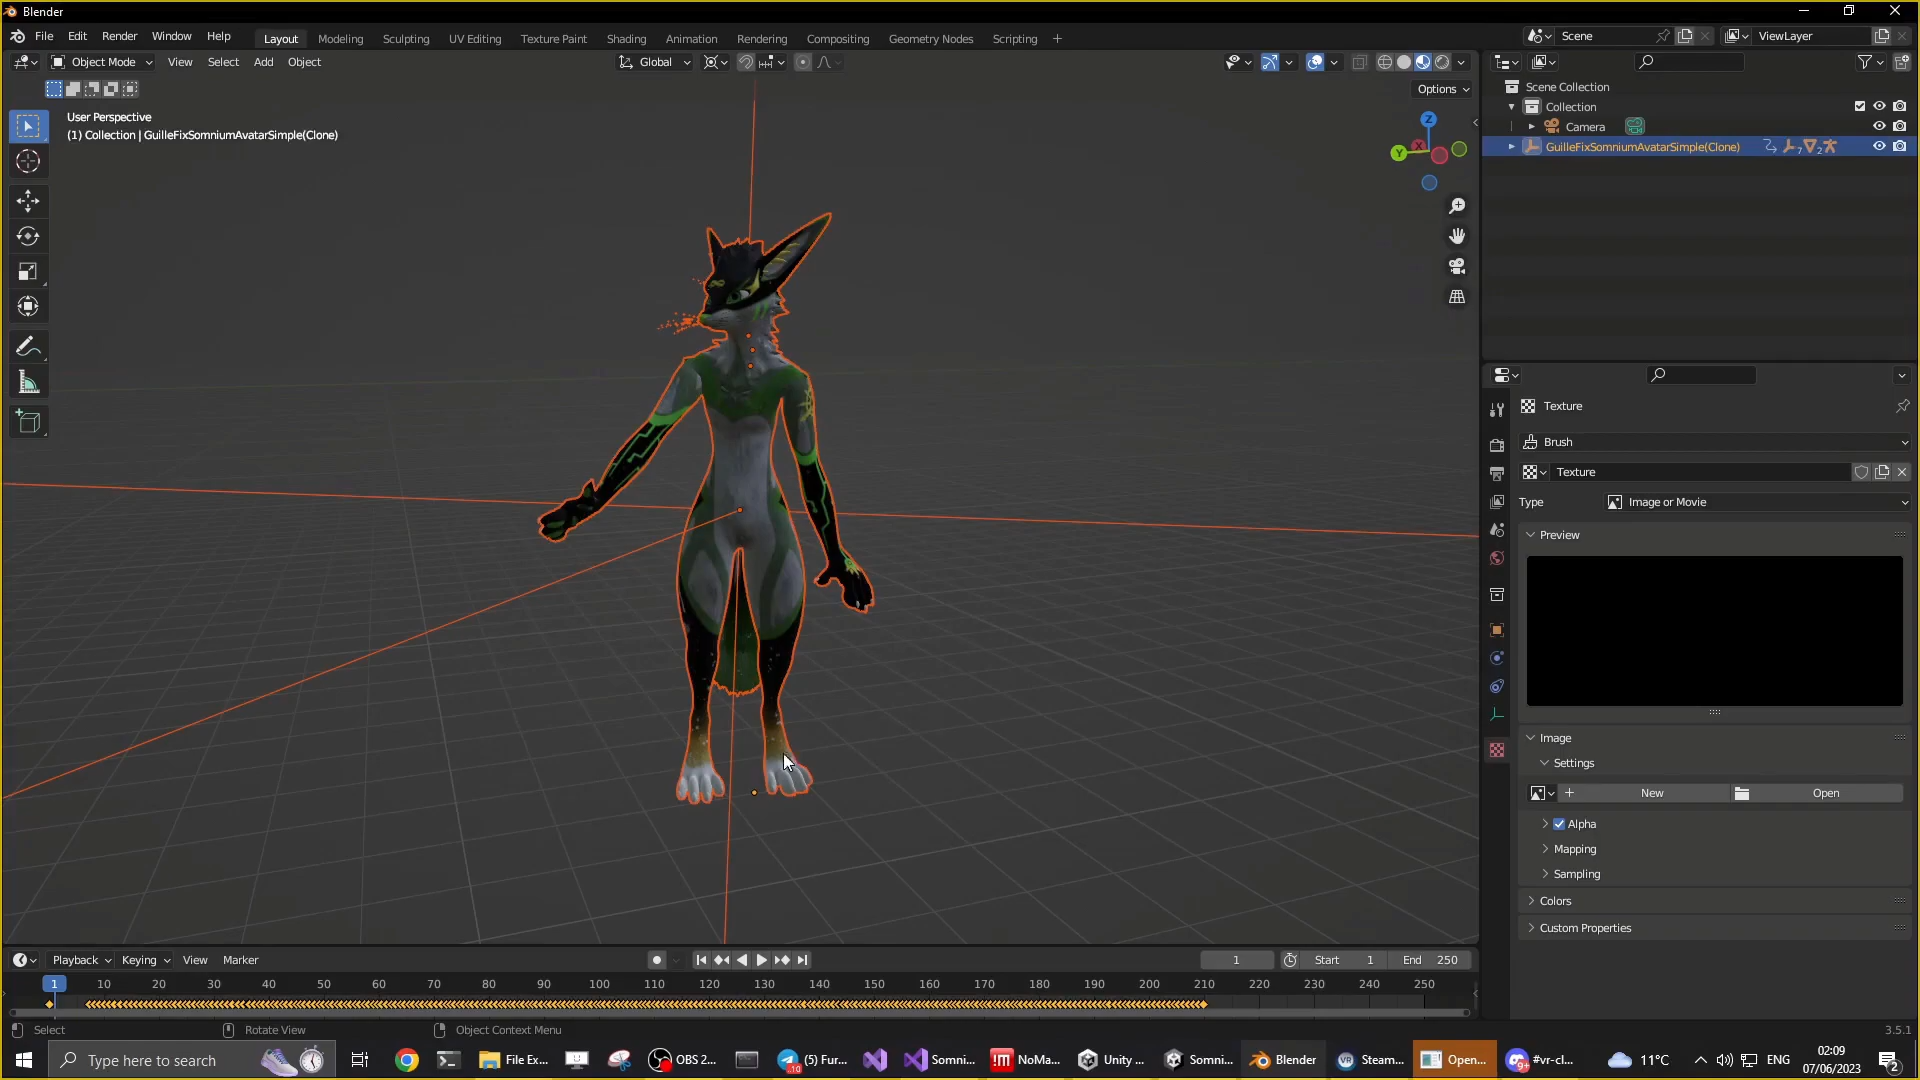 Blender
File Edit Render Window Help
Layout Modeling Sculpting UV Editing Texture Paint Shading Animation Rendering Compositing Geometry Nodes Scripting +
Scene
ViewLayer
Object Mode View Select Add Object
Global
Options
User Perspective
(1) Collection | GuilleFixSomniumAvatarSimple(Clone)
Z
Y
X
Scene Collection
Collection
Camera
GuilleFixSomniumAvatarSimple(Clone)
7 2
Texture
Brush
Texture
Type Image or Movie
Preview
Image
Settings
New Open
Alpha
Mapping
Sampling
Colors
Custom Properties
Playback Keying View Marker
1 Start 1 End 250
1 10 20 30 40 50 60 70 80 90 100 110 120 130 140 150 160 170 180 190 200 210 220 230 240 250
Select Rotate View Object Context Menu
3.5.1
Type here to search
File Ex...
OBS 2...
(5) Fur...
Somni...
NoMa...
Unity ...
Somni...
Blender
Steam...
Open...
#vr-cl...
11°C
ENG
02:09
07/06/2023
2